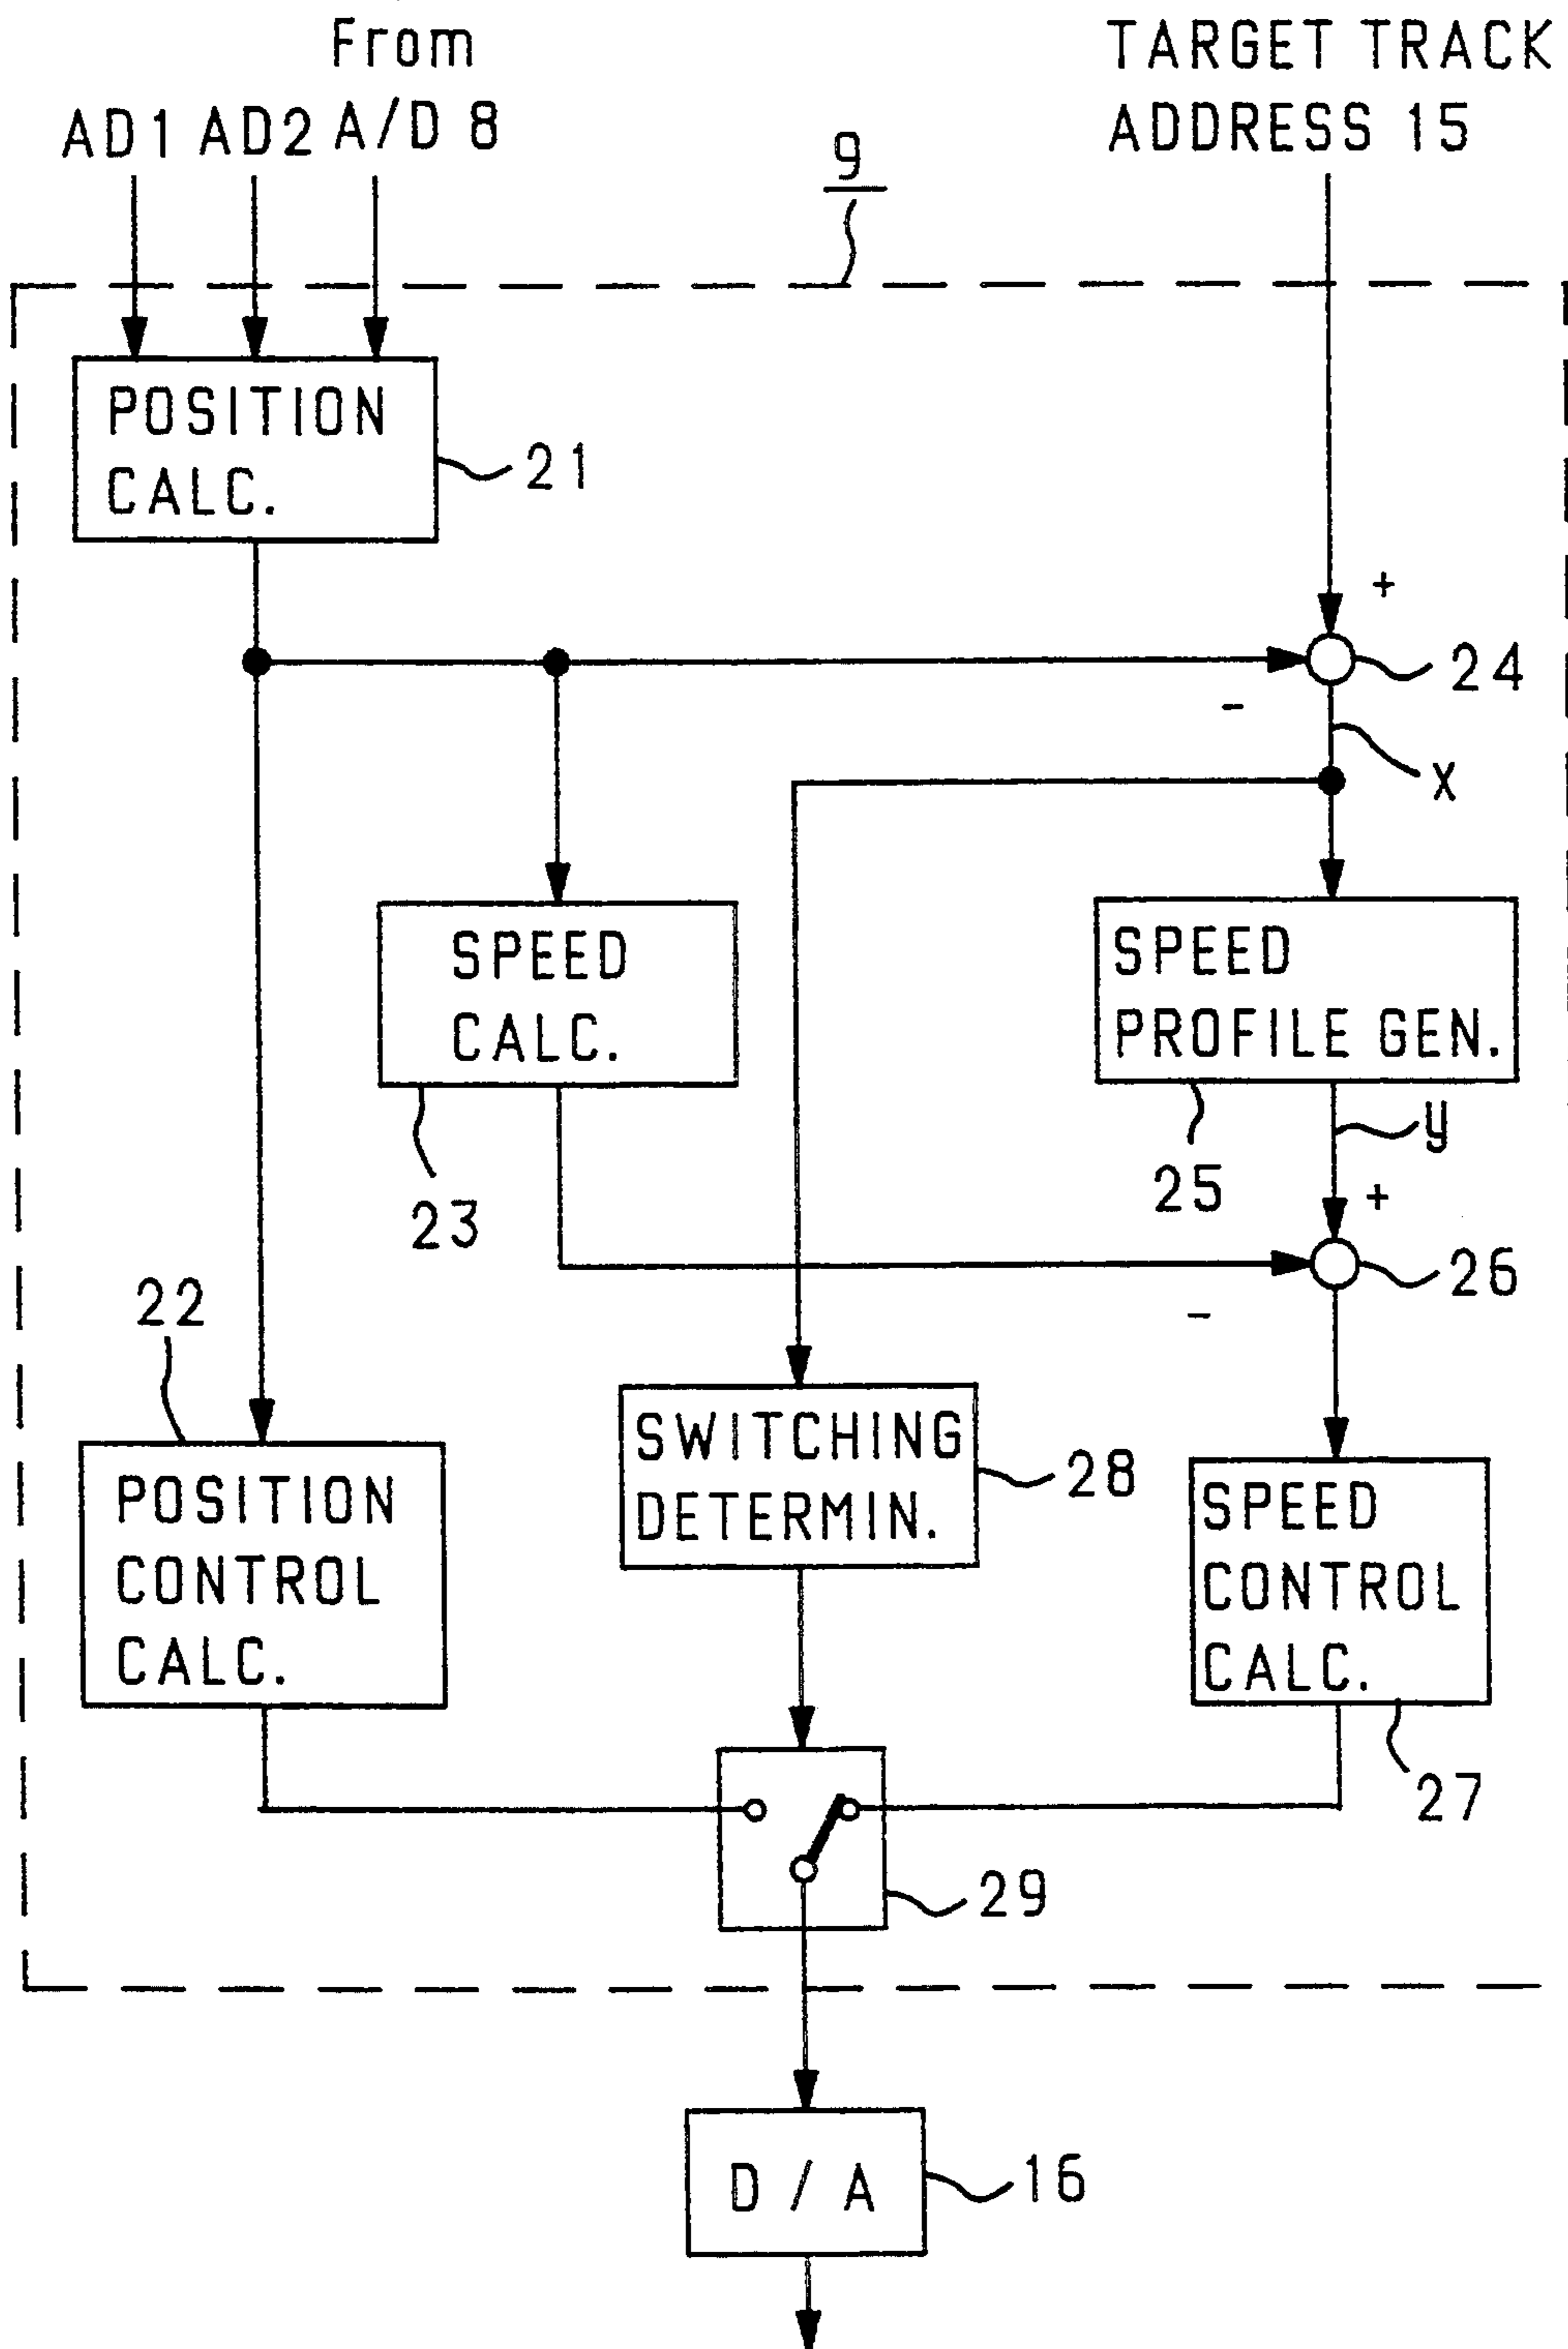 From
AD1 AD2 A/D 8
TARGET TRACK
ADDRESS 15
9
POSITION
CALC.
21
+
24
-
x
SPEED
CALC.
23
SPEED
PROFILE GEN.
25
y
+
26
-
22
POSITION
CONTROL
CALC.
SWITCHING
DETERMIN.
28
SPEED
CONTROL
CALC.
27
29
D / A
16